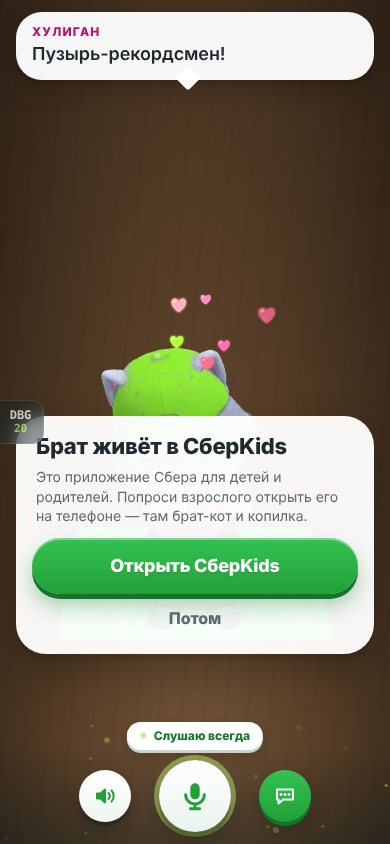 ХУЛИГАН
Пузырь-рекордсмен!
DBG
20
Брат живёт в СберKids
Это приложение Сбера для детей и
родителей. Попроси взрослого открыть его
на телефоне — там брат-кот и копилка.
Открыть СберKids
Потом
Слушаю всегда